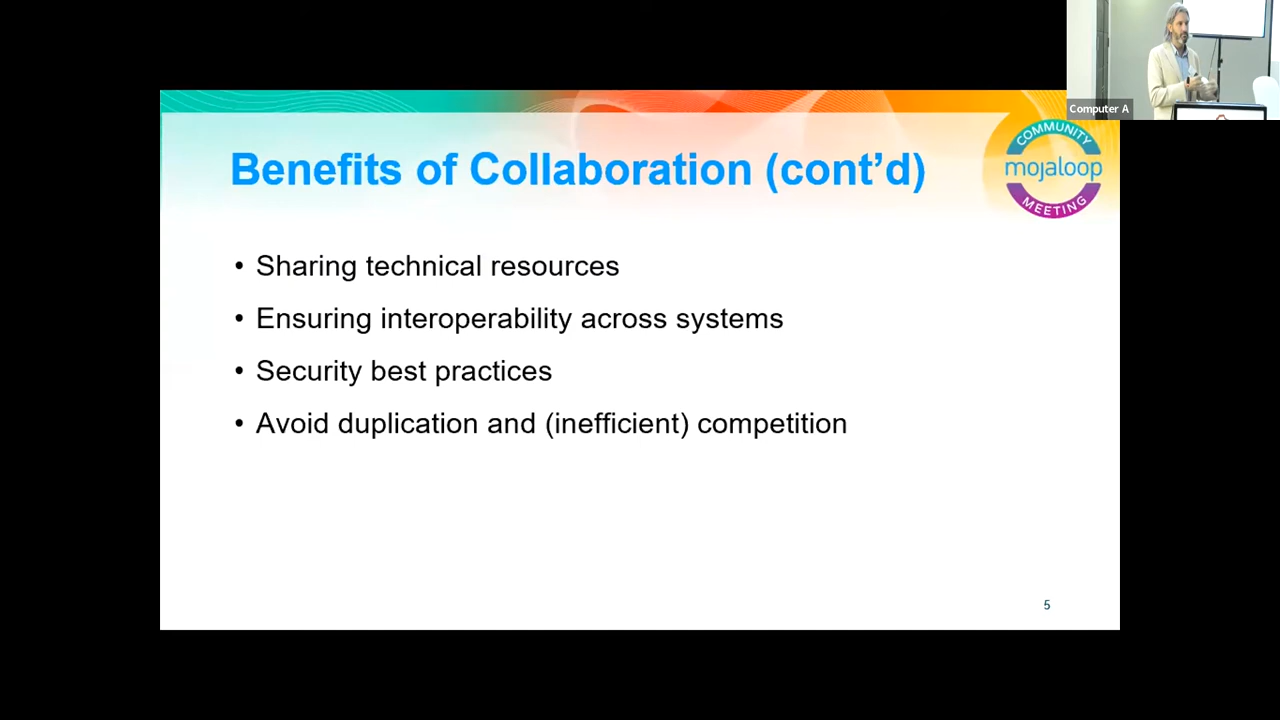 Computer A
Benefits of Collaboration (cont’d)
COMMUNITY
mojaloop
MEETING
• Sharing technical resources
• Ensuring interoperability across systems
• Security best practices
• Avoid duplication and (inefficient) competition
5